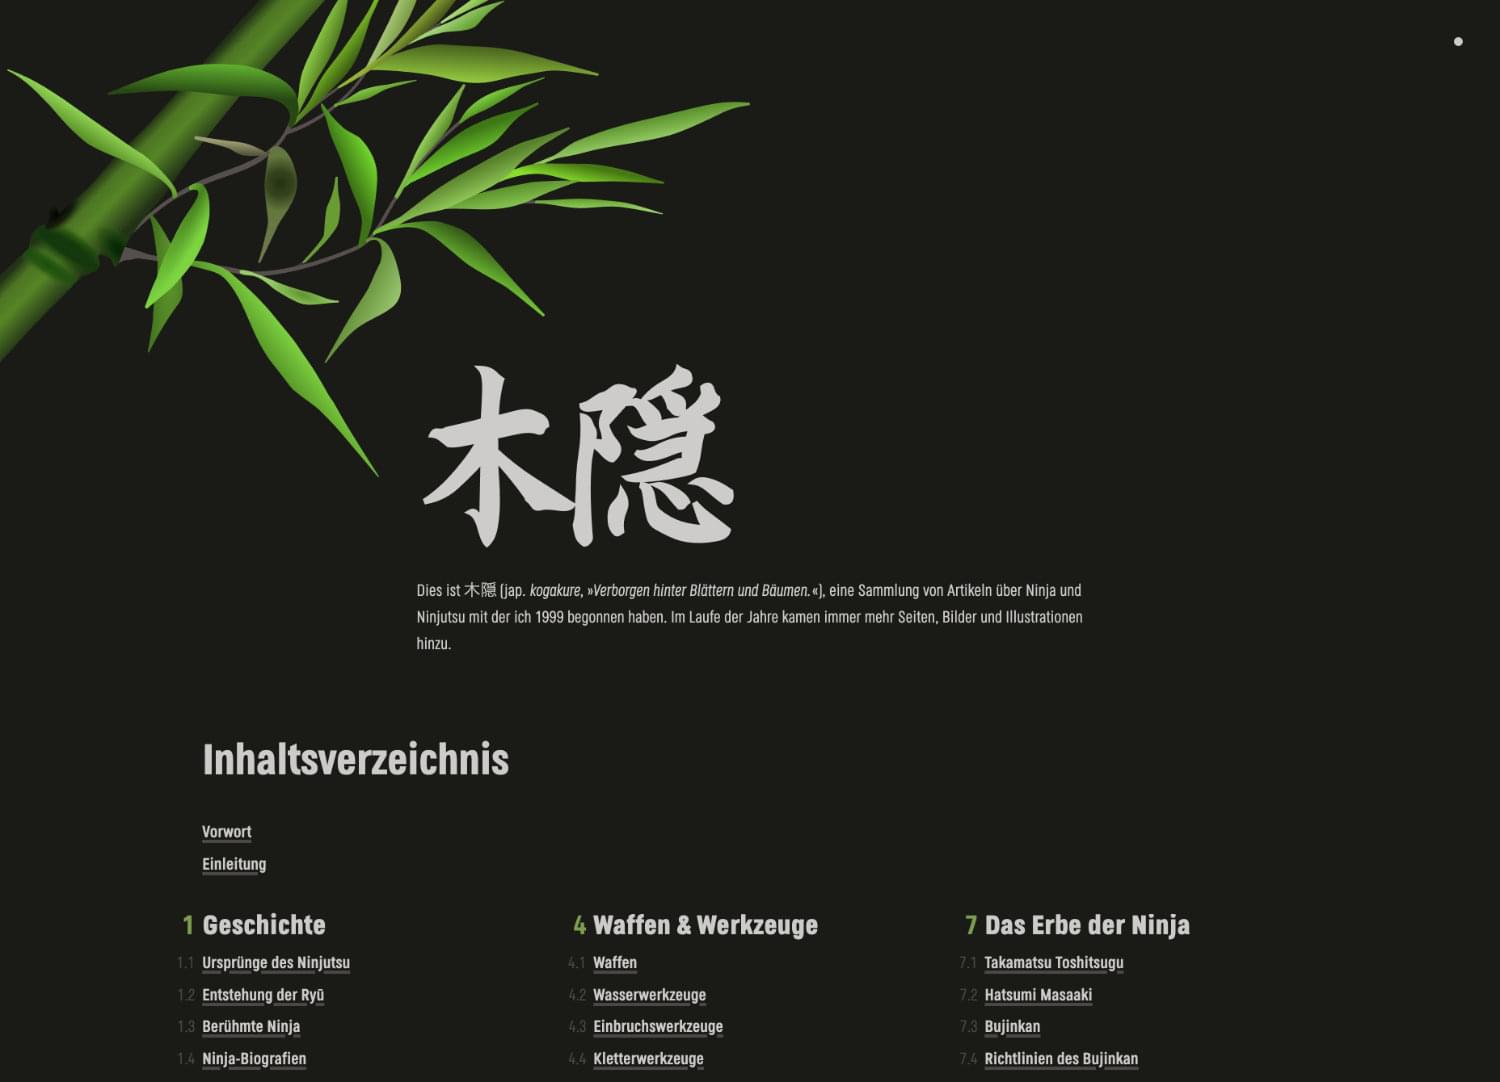 木隠
Dies ist 木隠 (jap. kogakure, »Verborgen hinter Blättern und Bäumen.«), eine Sammlung von Artikeln über Ninja und
Ninjutsu mit der ich 1999 begonnen haben. Im Laufe der Jahre kamen immer mehr Seiten, Bilder und Illustrationen
hinzu.
Inhaltsverzeichnis
Vorwort
Einleitung
1 Geschichte
1.1 Ursprünge des Ninjutsu
1.2 Entstehung der Ryū
1.3 Berühmte Ninja
1.4 Ninja-Biografien
4 Waffen & Werkzeuge
4.1 Waffen
4.2 Wasserwerkzeuge
4.3 Einbruchswerkzeuge
4.4 Kletterwerkzeuge
7 Das Erbe der Ninja
7.1 Takamatsu Toshitsugu
7.2 Hatsumi Masaaki
7.3 Bujinkan
7.4 Richtlinien des Bujinkan